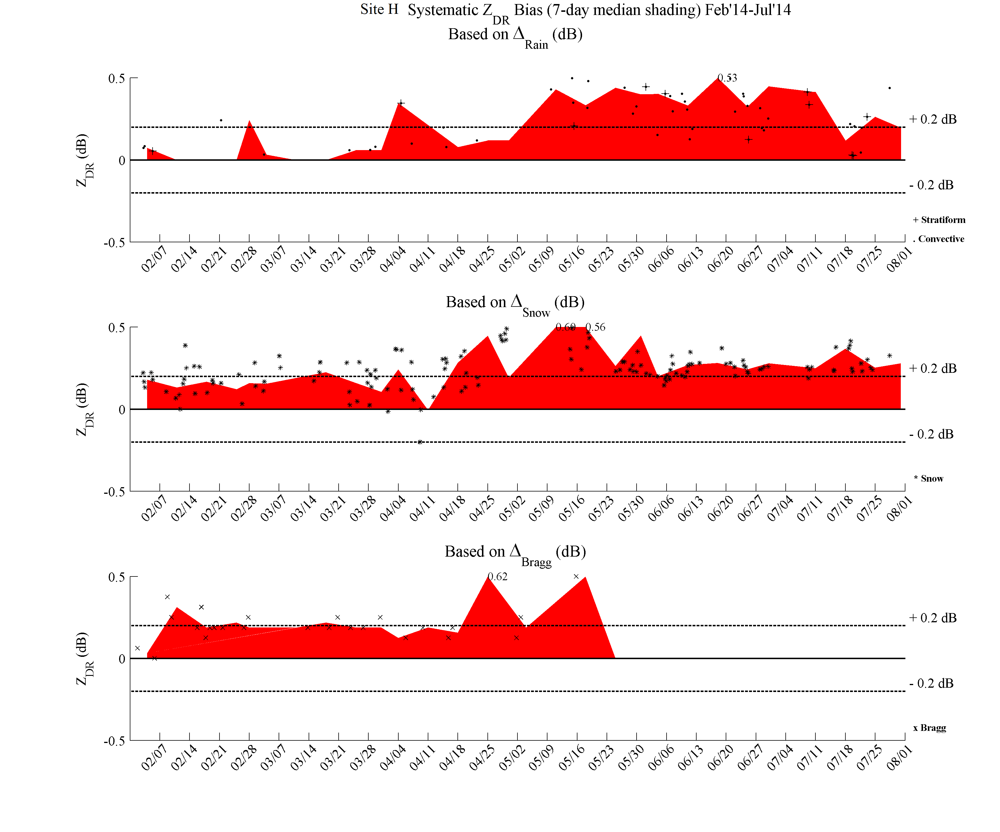 Site H Systematic ZDR Bias (7-day median shading) Feb'14-Jul'14
Based on ΔRain (dB)
0.5
0.53
+ 0.2 dB
0
ZDR (dB)
- 0.2 dB
+ Stratiform
. Convective
-0.5
02/07 02/14 02/21 02/28 03/07 03/14 03/21 03/28 04/04 04/11 04/18 04/25 05/02 05/09 05/16 05/23 05/30 06/06 06/13 06/20 06/27 07/04 07/11 07/18 07/25 08/01
Based on ΔSnow (dB)
0.5
0.60 0.56
+ 0.2 dB
0
ZDR (dB)
- 0.2 dB
* Snow
-0.5
02/07 02/14 02/21 02/28 03/07 03/14 03/21 03/28 04/04 04/11 04/18 04/25 05/02 05/09 05/16 05/23 05/30 06/06 06/13 06/20 06/27 07/04 07/11 07/18 07/25 08/01
Based on ΔBragg (dB)
0.5
0.62
+ 0.2 dB
0
ZDR (dB)
- 0.2 dB
x Bragg
-0.5
02/07 02/14 02/21 02/28 03/07 03/14 03/21 03/28 04/04 04/11 04/18 04/25 05/02 05/09 05/16 05/23 05/30 06/06 06/13 06/20 06/27 07/04 07/11 07/18 07/25 08/01